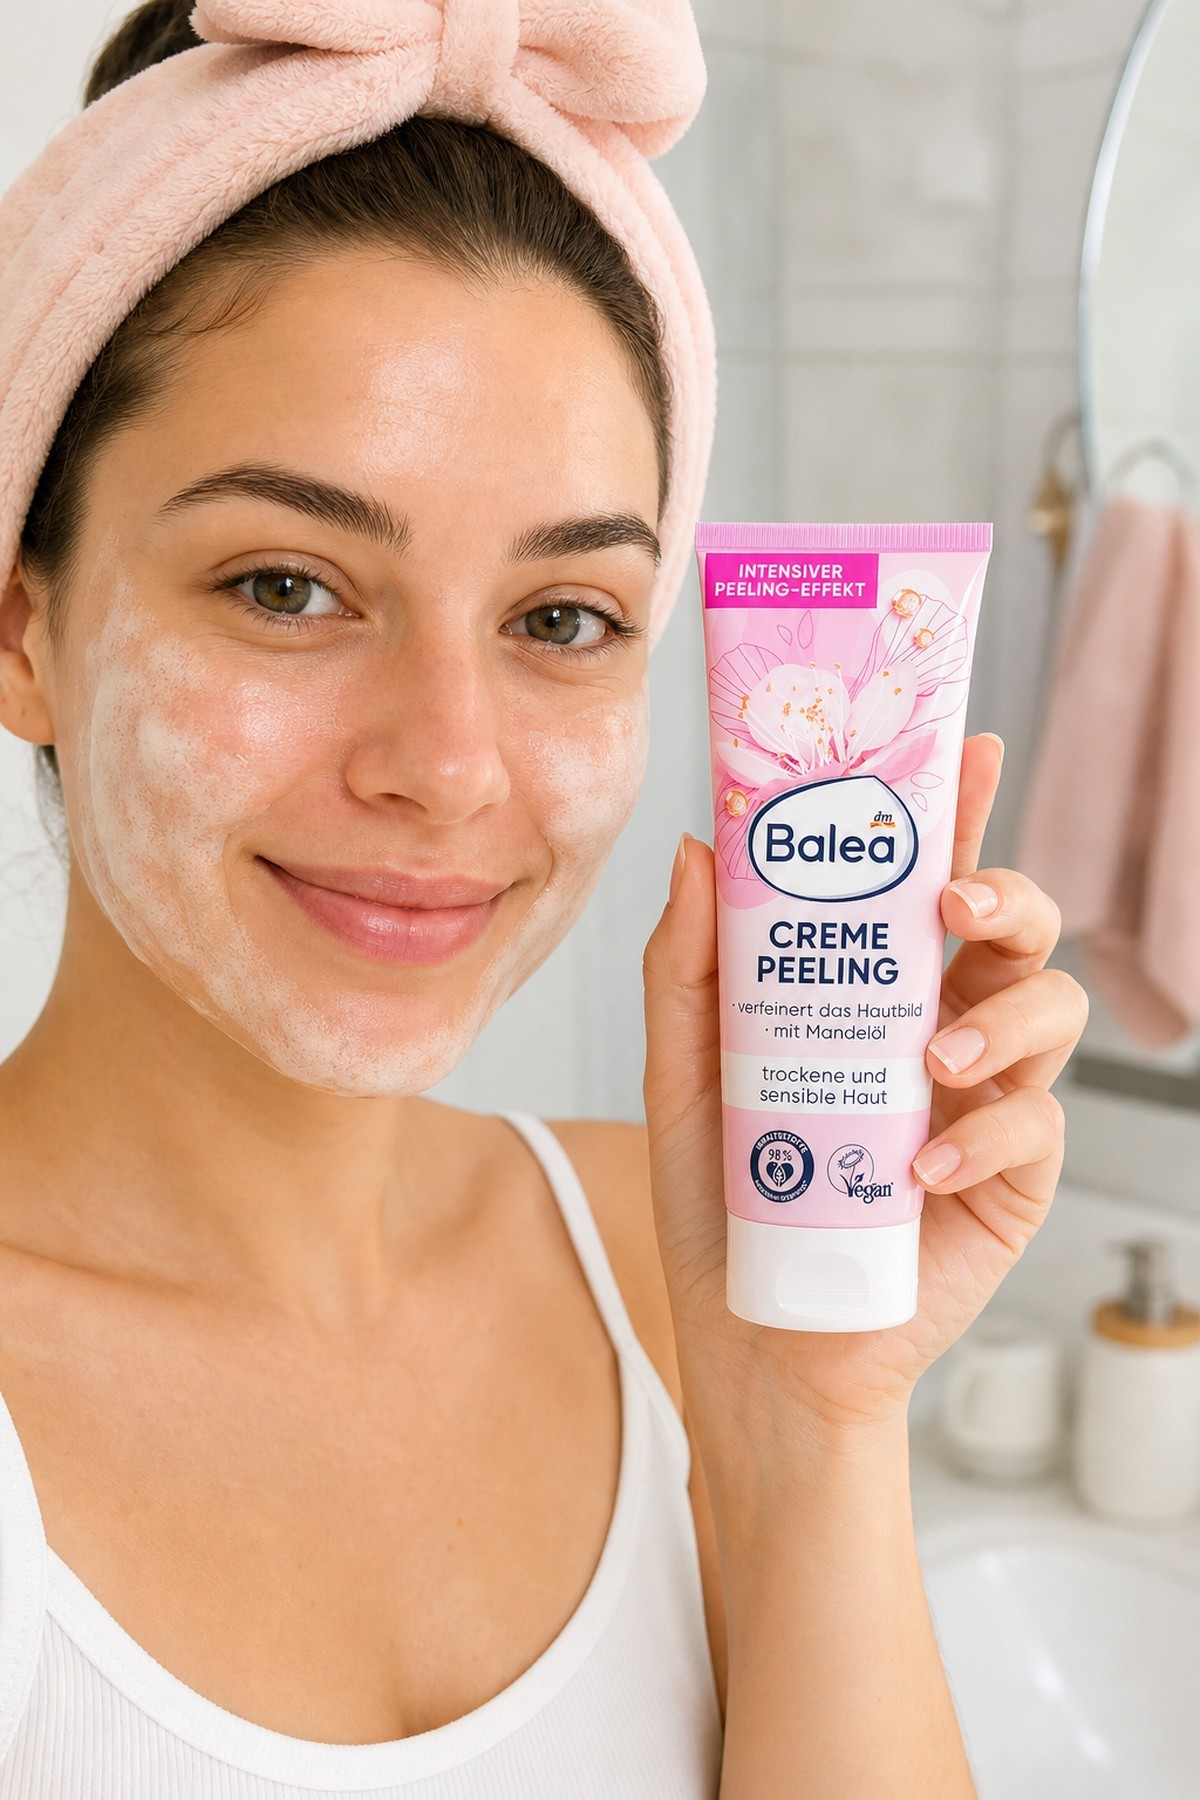 INTENSIVER
PEELING-EFFEKT
dm
Balea
CREME
PEELING
· verfeinert das Hautbild
· mit Mandelöl
trockene und
sensible Haut
98 %
Vegan